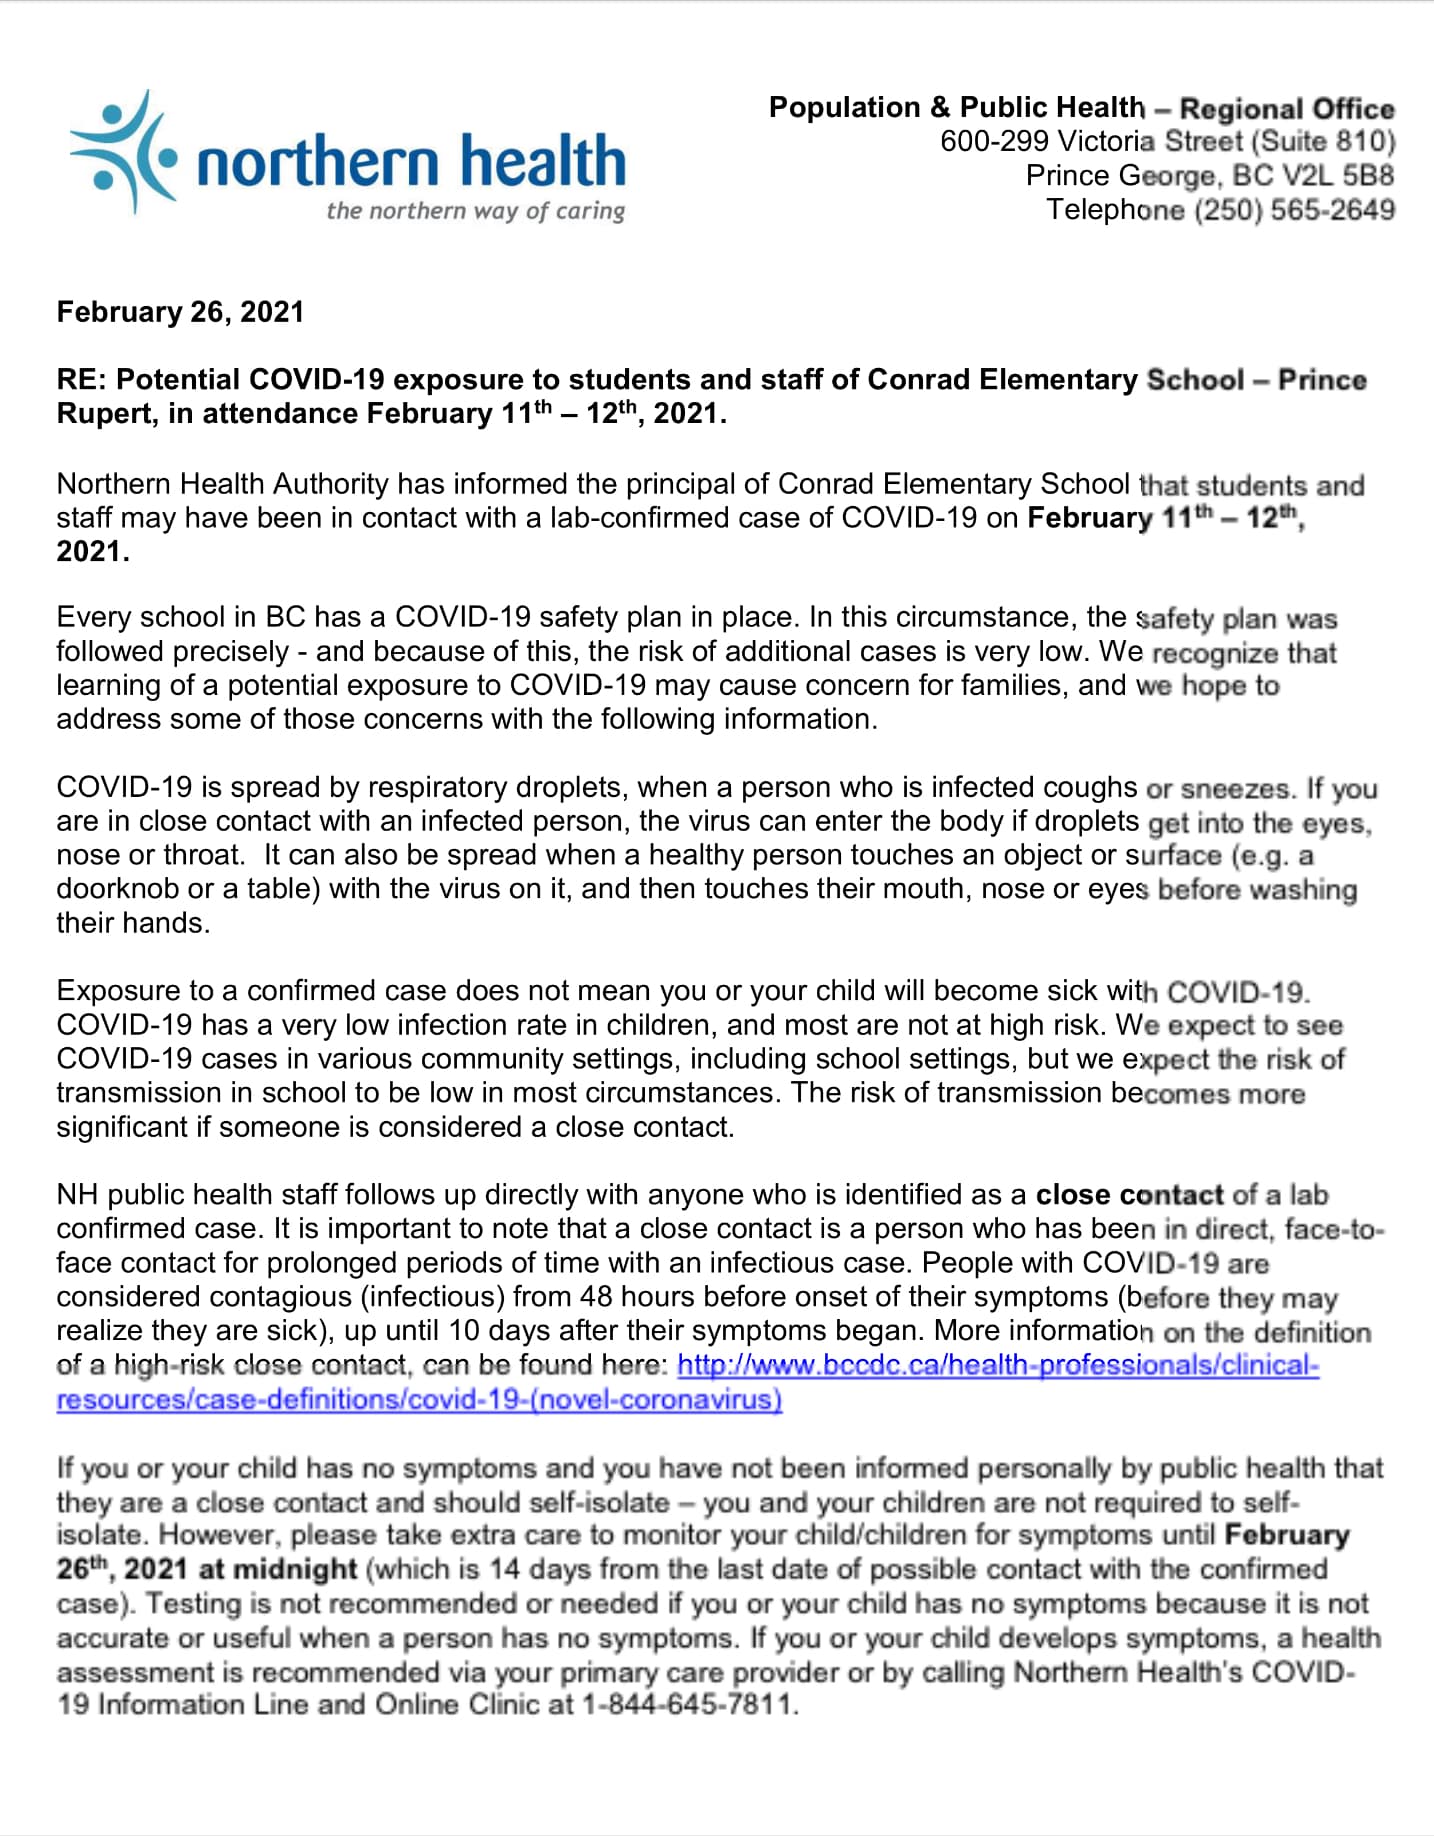 northern health
the northern way of caring
Population & Public Health – Regional Office
600-299 Victoria Street (Suite 810)
Prince George, BC V2L 5B8
Telephone (250) 565-2649
February 26, 2021
RE: Potential COVID-19 exposure to students and staff of Conrad Elementary School – Prince
Rupert, in attendance February 11th – 12th, 2021.
Northern Health Authority has informed the principal of Conrad Elementary School that students and
staff may have been in contact with a lab-confirmed case of COVID-19 on February 11th – 12th,
2021.
Every school in BC has a COVID-19 safety plan in place. In this circumstance, the safety plan was
followed precisely - and because of this, the risk of additional cases is very low. We recognize that
learning of a potential exposure to COVID-19 may cause concern for families, and we hope to
address some of those concerns with the following information.
COVID-19 is spread by respiratory droplets, when a person who is infected coughs or sneezes. If you
are in close contact with an infected person, the virus can enter the body if droplets get into the eyes,
nose or throat.  It can also be spread when a healthy person touches an object or surface (e.g. a
doorknob or a table) with the virus on it, and then touches their mouth, nose or eyes before washing
their hands.
Exposure to a confirmed case does not mean you or your child will become sick with COVID-19.
COVID-19 has a very low infection rate in children, and most are not at high risk. We expect to see
COVID-19 cases in various community settings, including school settings, but we expect the risk of
transmission in school to be low in most circumstances. The risk of transmission becomes more
significant if someone is considered a close contact.
NH public health staff follows up directly with anyone who is identified as a close contact of a lab
confirmed case. It is important to note that a close contact is a person who has been in direct, face-to-
face contact for prolonged periods of time with an infectious case. People with COVID-19 are
considered contagious (infectious) from 48 hours before onset of their symptoms (before they may
realize they are sick), up until 10 days after their symptoms began. More information on the definition
of a high-risk close contact, can be found here: http://www.bccdc.ca/health-professionals/clinical-
resources/case-definitions/covid-19-(novel-coronavirus)
If you or your child has no symptoms and you have not been informed personally by public health that
they are a close contact and should self-isolate – you and your children are not required to self-
isolate. However, please take extra care to monitor your child/children for symptoms until February
26th, 2021 at midnight (which is 14 days from the last date of possible contact with the confirmed
case). Testing is not recommended or needed if you or your child has no symptoms because it is not
accurate or useful when a person has no symptoms. If you or your child develops symptoms, a health
assessment is recommended via your primary care provider or by calling Northern Health's COVID-
19 Information Line and Online Clinic at 1-844-645-7811.